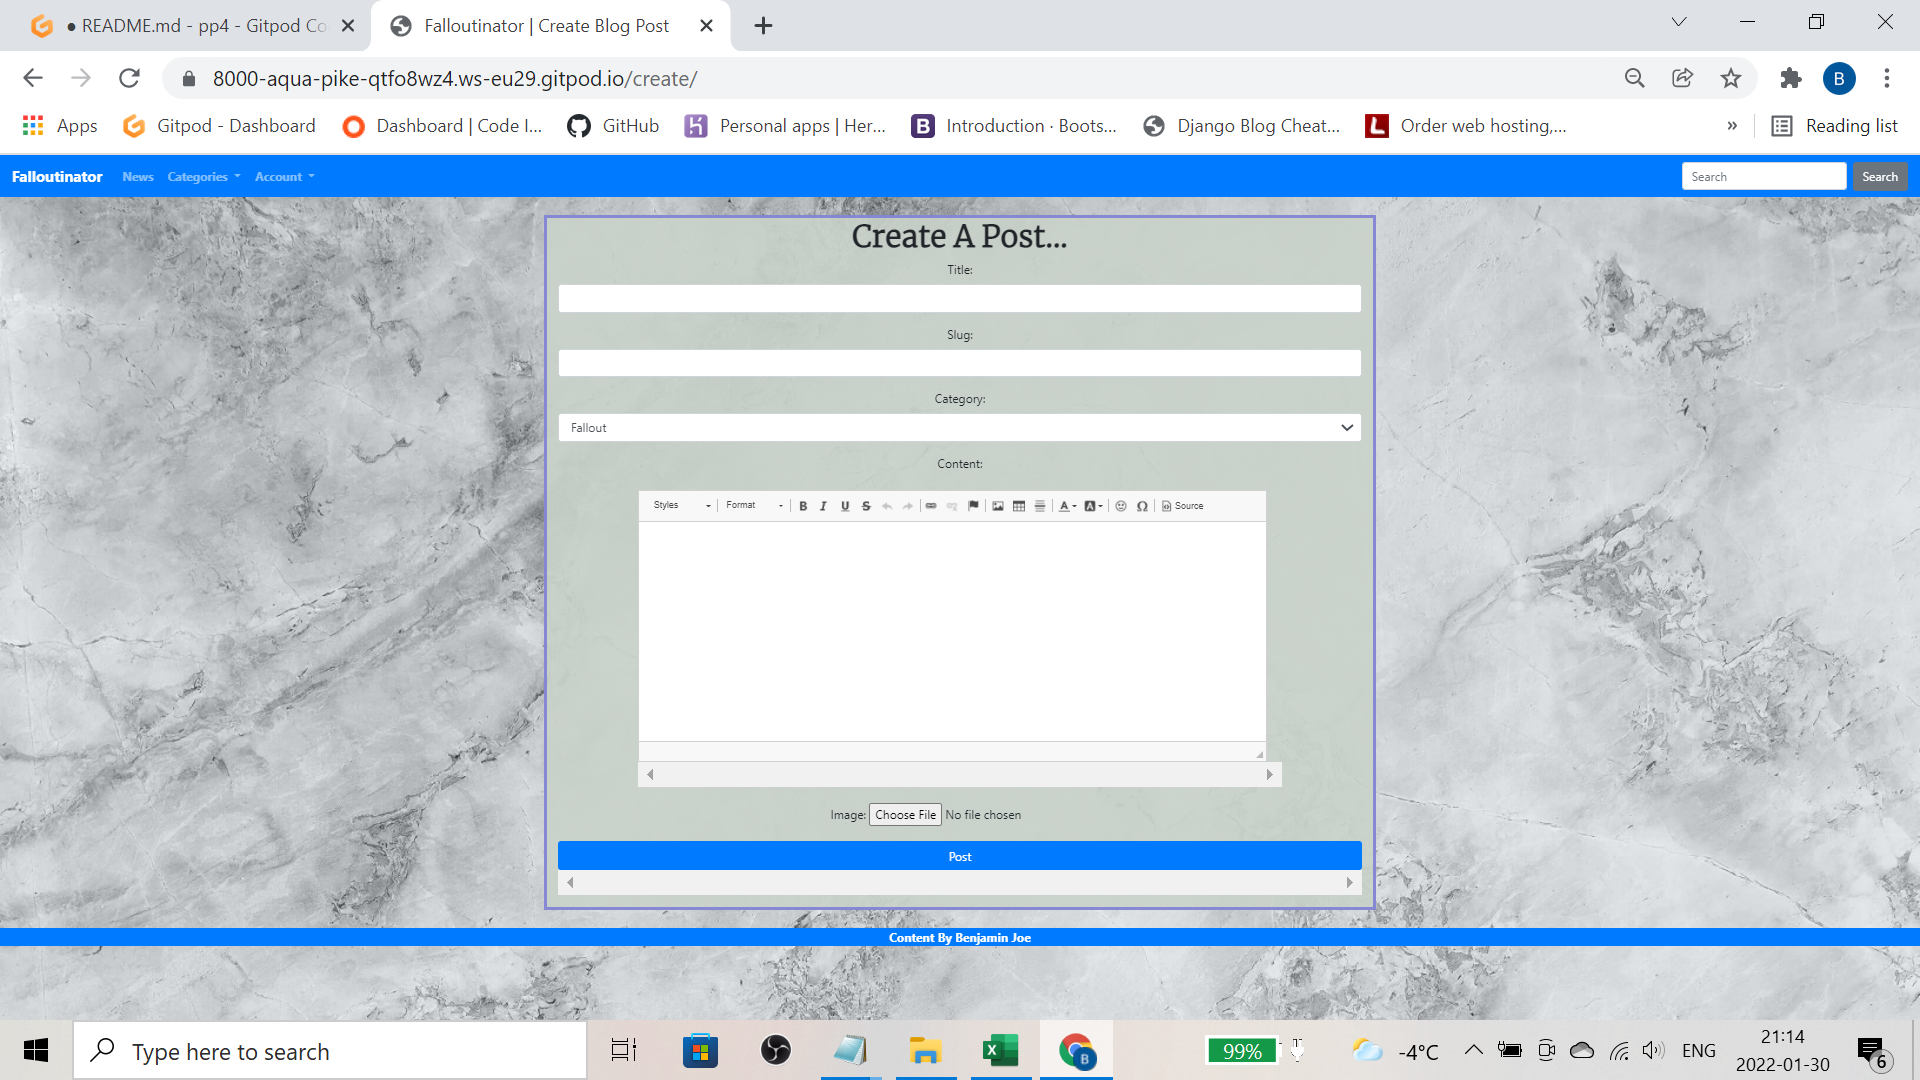 ● README.md - pp4 - Gitpod Co
Falloutinator | Create Blog Post
8000-aqua-pike-qtfo8wz4.ws-eu29.gitpod.io/create/
B
Apps
Gitpod - Dashboard
Dashboard | Code I...
GitHub
Personal apps | Her...
B
Introduction · Boots...
Django Blog Cheat...
L
Order web hosting,...
»
Reading list
Falloutinator
News
Categories
Account
Search
Search
Create A Post...
Title:
Slug:
Category:
Fallout
Content:
Styles
Format
B I U S
A
A
Ω
Source
Image: Choose File No file chosen
Post
Content By Benjamin Joe
Type here to search
X
B
99%
-4°C
ENG
21:14
2022-01-30
6